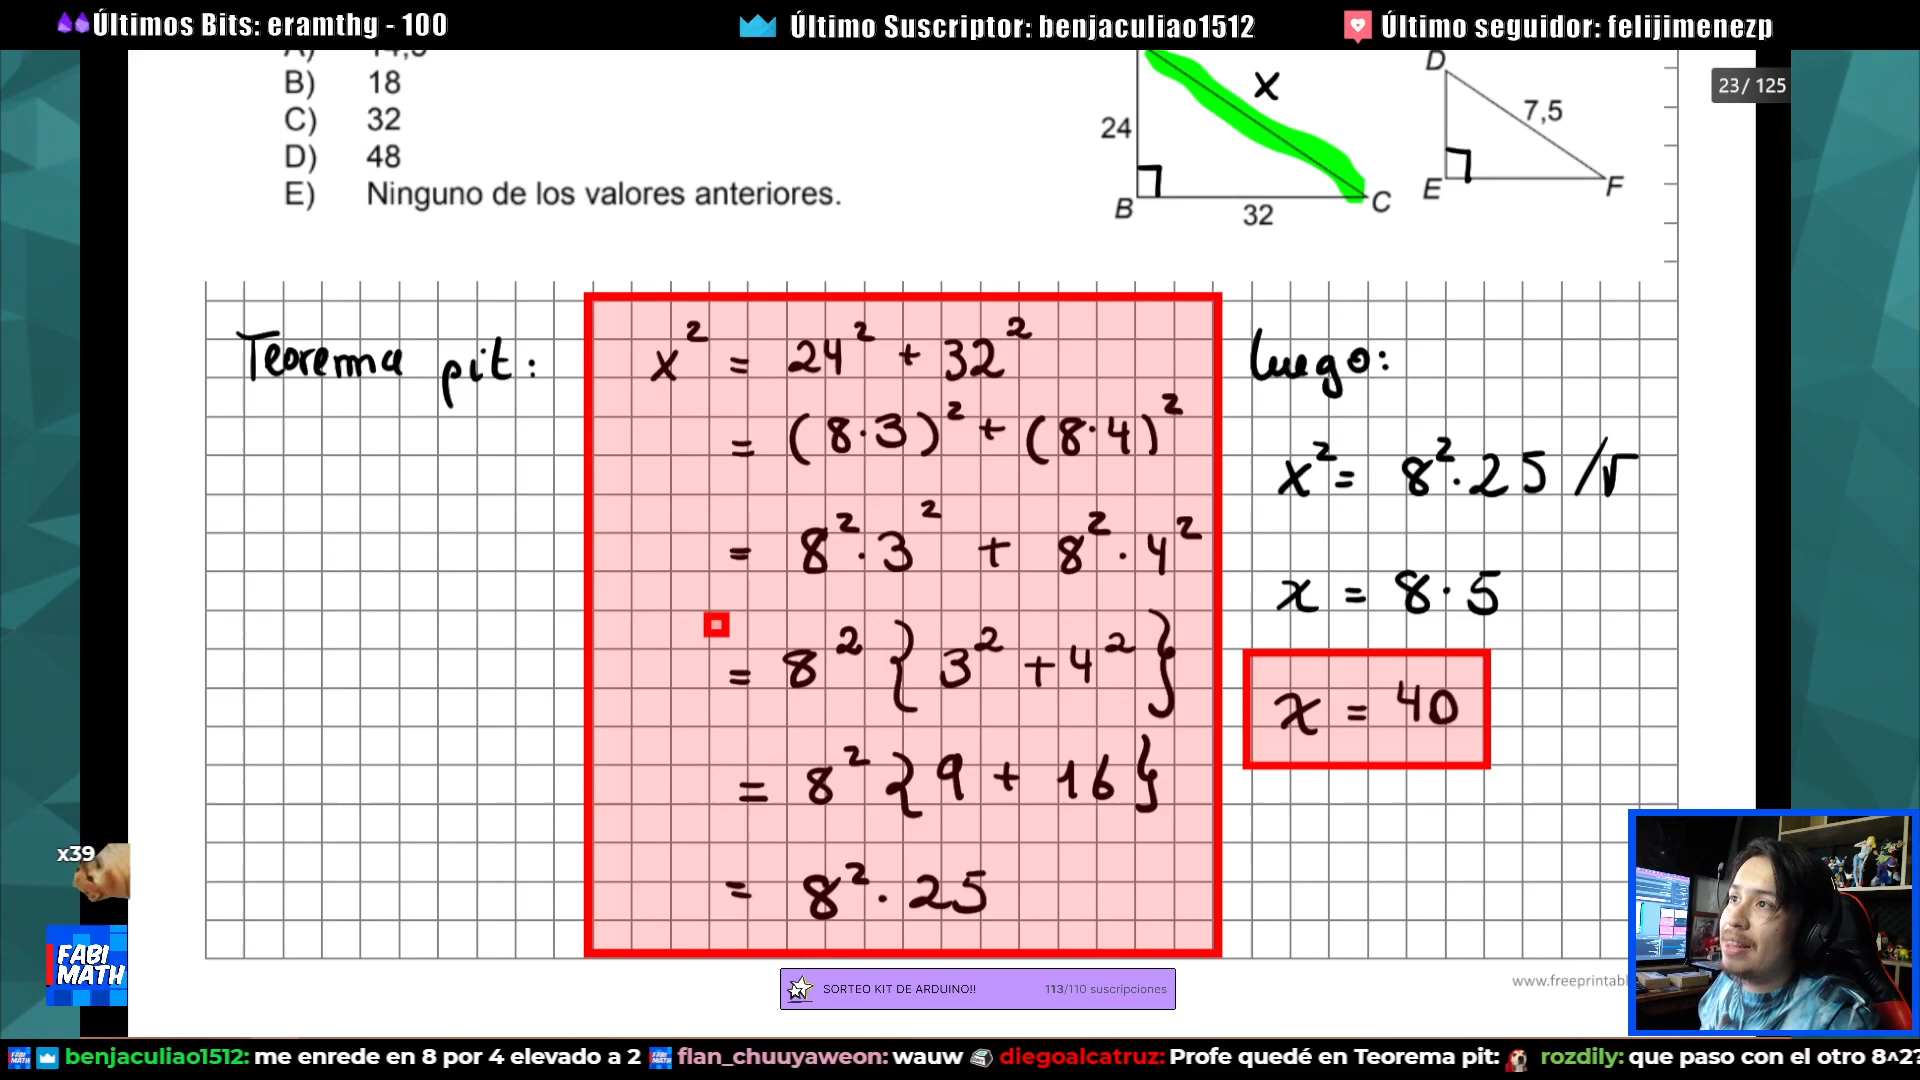 Últimos Bits: eramthg - 100
Último Suscriptor: benjaculiao1512
Último seguidor: felijimenezp
B) 18
C) 32
D) 48
E) Ninguno de los valores anteriores.
24
x
B
32
C
D
7,5
E
F
23/ 125
Teorema pit:
x² = 24² + 32²
= (8·3)² + (8·4)²
= 8²·3² + 8²·4²
= 8² { 3² + 4² }
= 8² { 9 + 16 }
= 8² · 25
luego:
x² = 8²·25 /√
x = 8·5
x = 40
x39
FABI
MATH
SORTEO KIT DE ARDUINO!! 113/110 suscripciones
benjaculiao1512: me enrede en 8 por 4 elevado a 2 flan_chuuyaweon: wauw diegoalcatruz: Profe quedé en Teorema pit: rozdily: que paso con el otro 8^2?